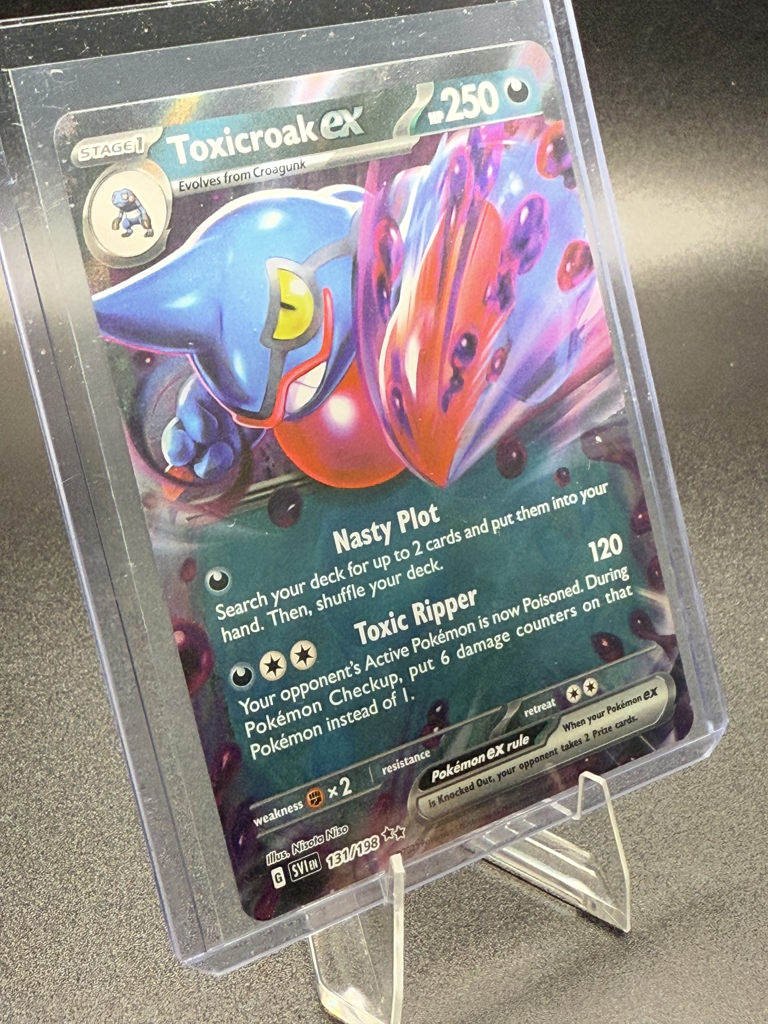 STAGE 1
Toxicroak ex
HP 250
Evolves from Croagunk
Nasty Plot
Search your deck for up to 2 cards and put them into your
hand. Then, shuffle your deck.
Toxic Ripper 120
Your opponent's Active Pokémon is now Poisoned. During
Pokémon Checkup, put 6 damage counters on that
Pokémon instead of 1.
weakness ×2 resistance retreat
Pokémon ex rule When your Pokémon ex
is Knocked Out, your opponent takes 2 Prize cards.
Illus. Nisota Niso
G SVI EN 131/198